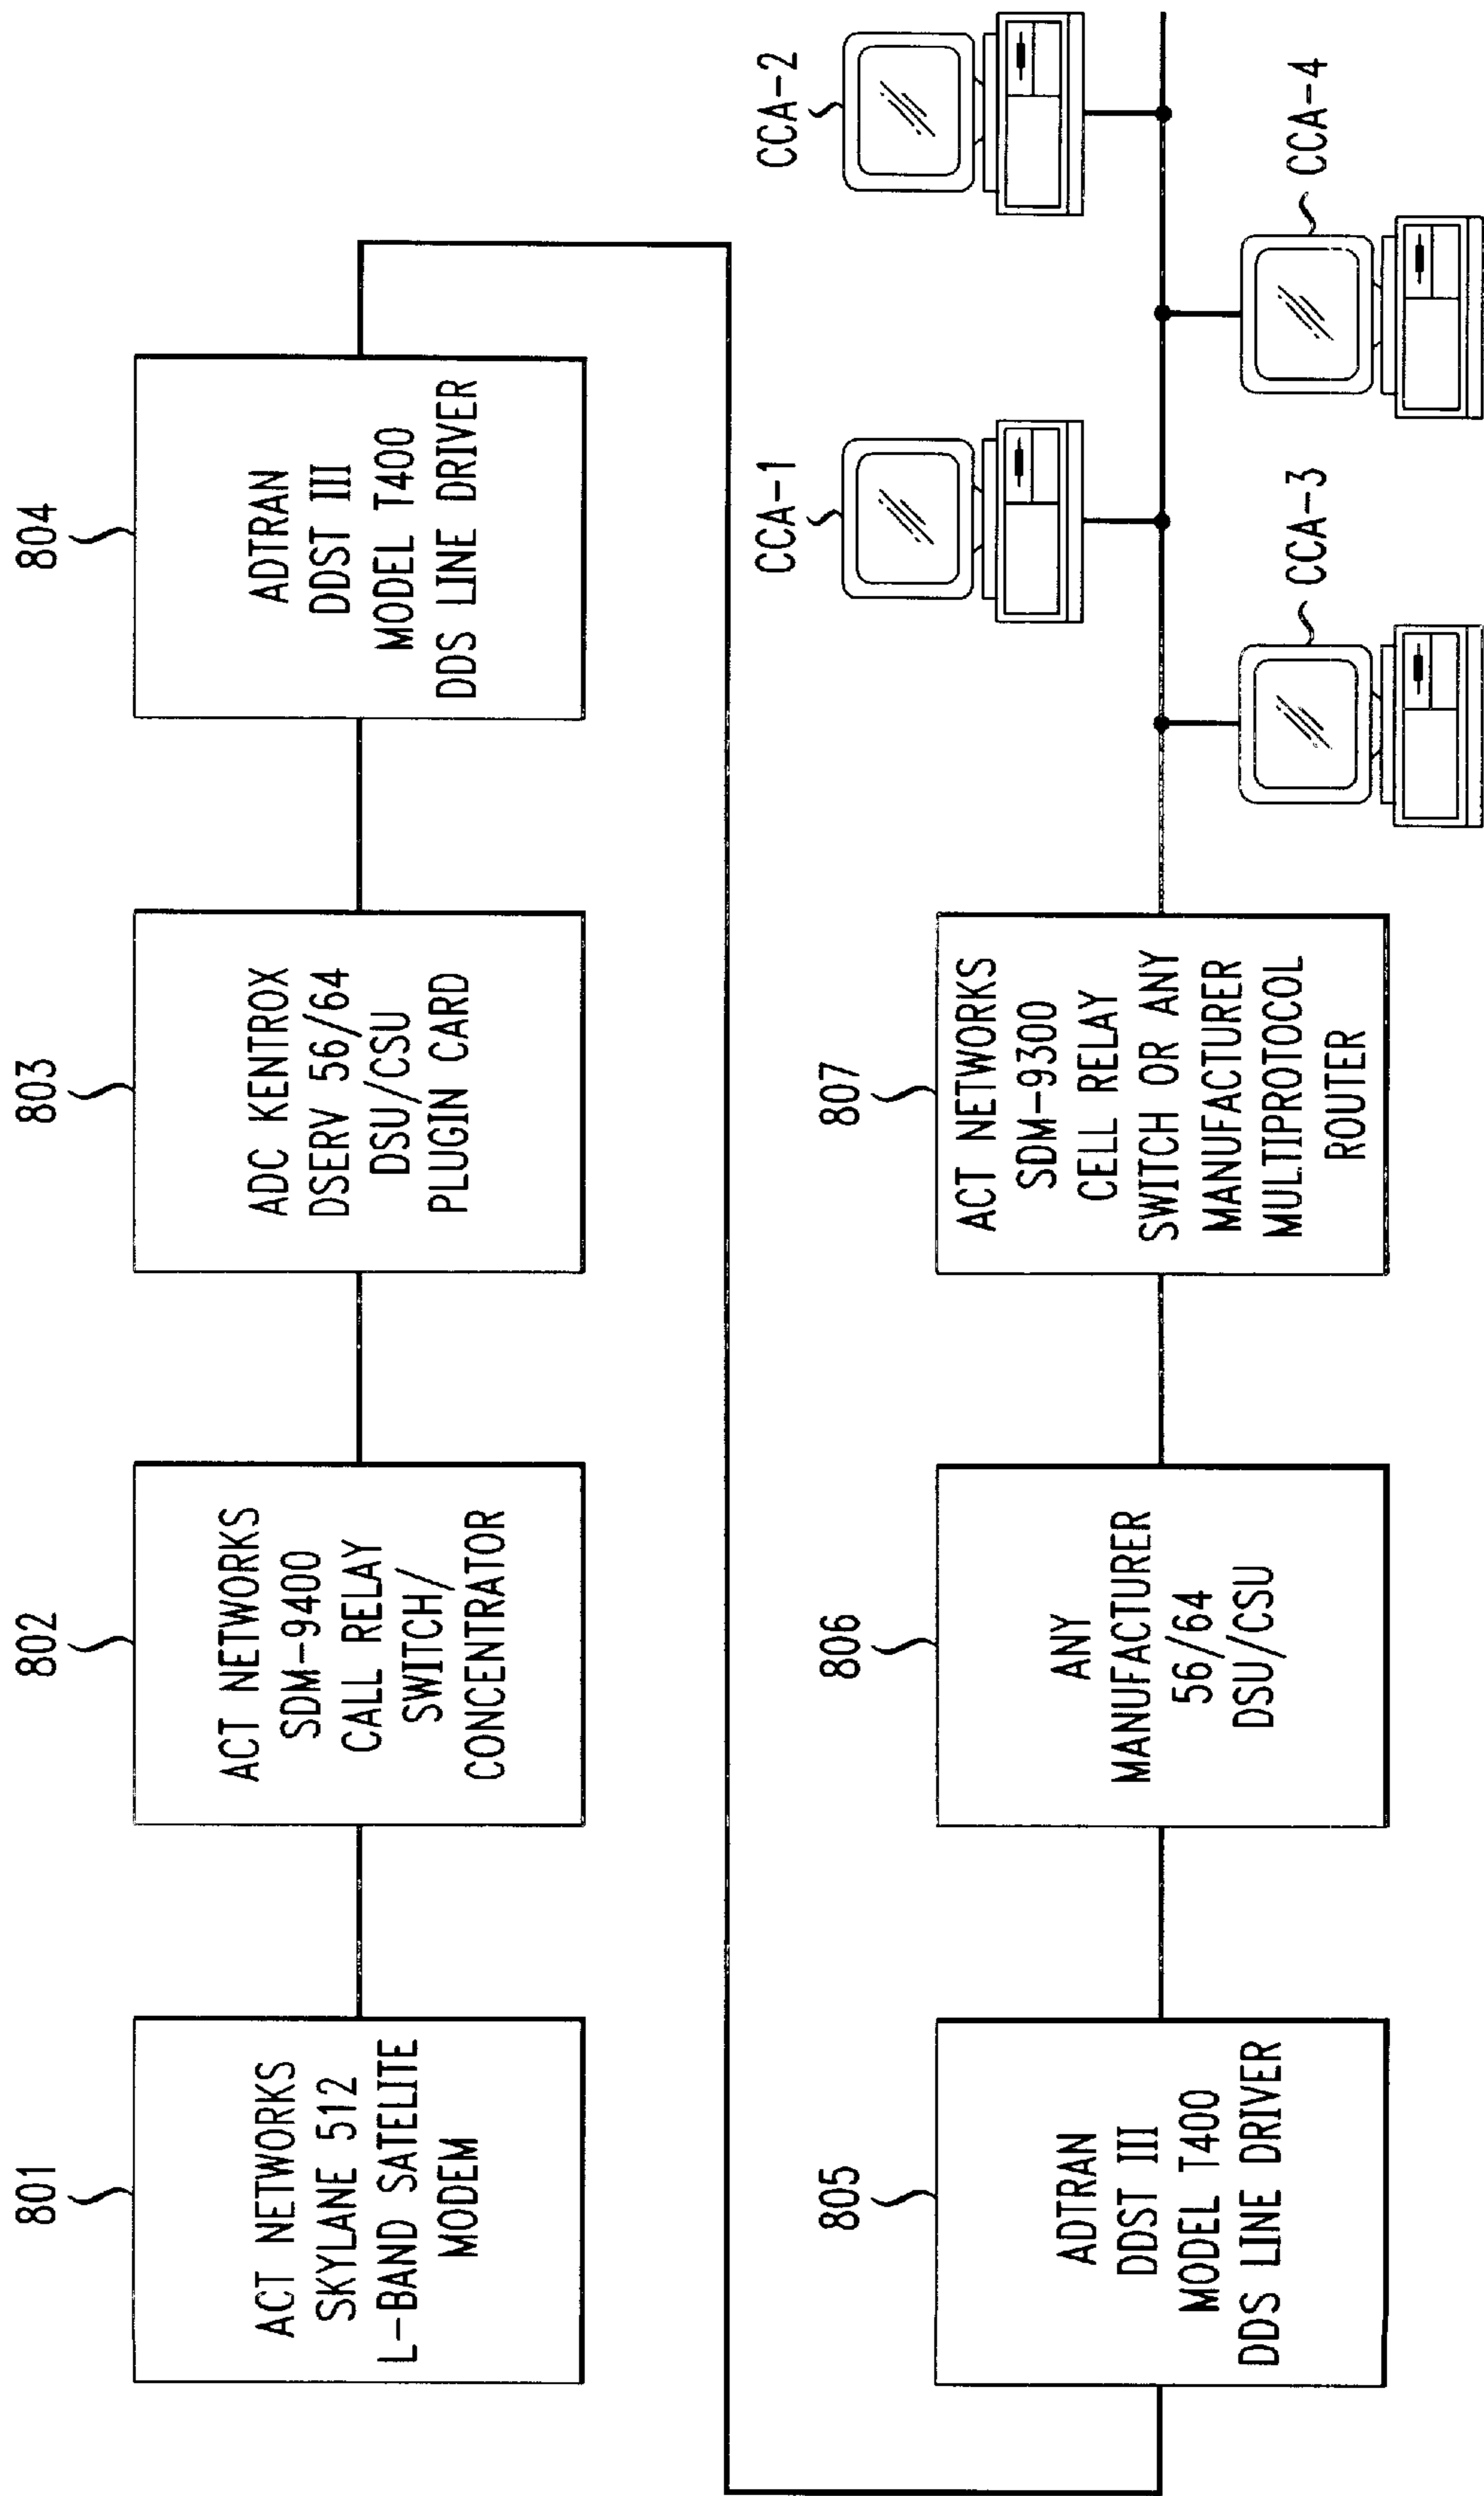 801
ACT NETWORKS
SKYLANE 512
L-BAND SATELITE
MODEM
802
ACT NETWORKS
SDM-9400
CALL RELAY
SWITCH/
CONCENTRATOR
803
ADC KENTROX
DSERV 56/64
DSU/CSU
PLUGIN CARD
804
ADTRAN
DDST III
MODEL T400
DDS LINE DRIVER
805
ADTRAN
DDST III
MODEL T400
DDS LINE DRIVER
806
ANY
MANUFACTURER
56/64
DSU/CSU
807
ACT NETWORKS
SDM-9300
CELL RELAY
SWITCH OR ANY
MANUFACTURER
MULTIPROTOCOL
ROUTER
CCA-1
CCA-2
CCA-3
CCA-4